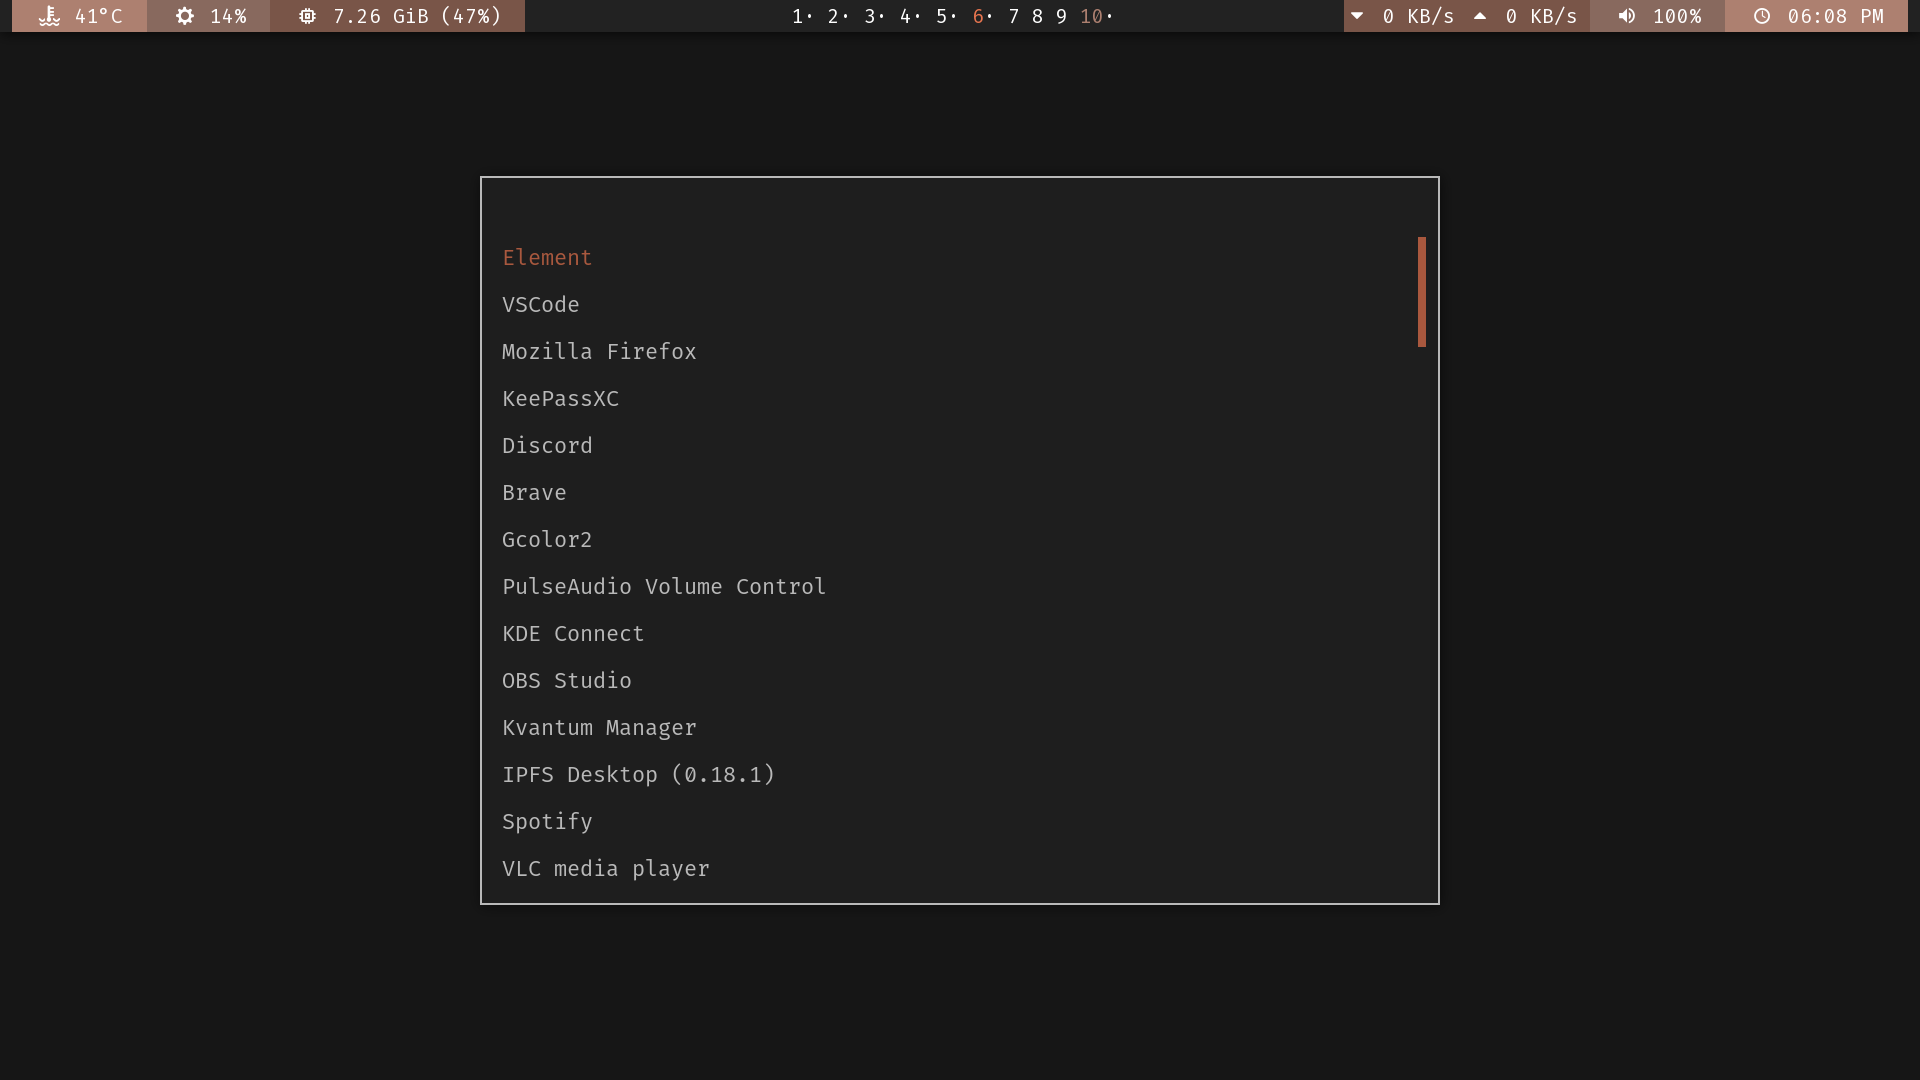 41°C 14% 7.26 GiB (47%) 1· 2· 3· 4· 5· 6· 7 8 9 10· 0 KB/s 0 KB/s 100% 06:08 PM
Element
VSCode
Mozilla Firefox
KeePassXC
Discord
Brave
Gcolor2
PulseAudio Volume Control
KDE Connect
OBS Studio
Kvantum Manager
IPFS Desktop (0.18.1)
Spotify
VLC media player